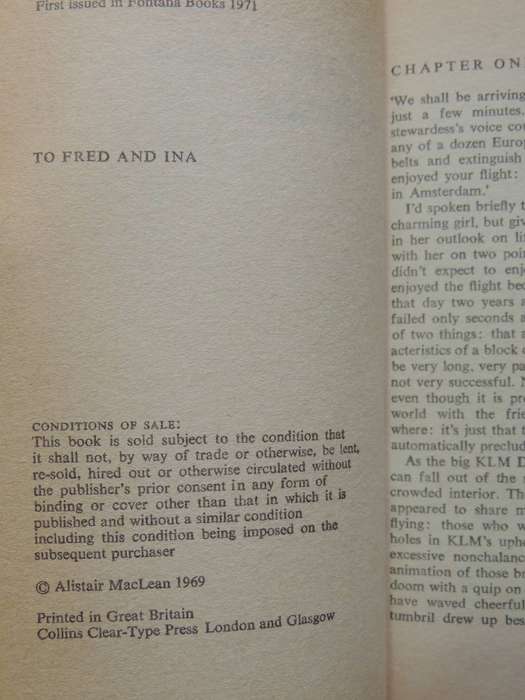 First issued in Fontana Books 1971
TO FRED AND INA
CONDITIONS OF SALE:
This book is sold subject to the condition that
it shall not, by way of trade or otherwise, be lent,
re-sold, hired out or otherwise circulated without
the publisher's prior consent in any form of
binding or cover other than that in which it is
published and without a similar condition
including this condition being imposed on the
subsequent purchaser
© Alistair MacLean 1969
Printed in Great Britain
Collins Clear-Type Press London and Glasgow
CHAPTER ON
'We shall be arriving
just a few minutes.
stewardess's voice cou
any of a dozen Europ
belts and extinguish
enjoyed your flight:
in Amsterdam.'
I'd spoken briefly t
charming girl, but giv
in her outlook on li
with her on two poin
didn't expect to enj
enjoyed the flight bec
that day two years a
failed only seconds a
of two things: that a
acteristics of a block o
be very long, very pa
not very successful. N
even though it is pre
world with the frie
where: it's just that t
automatically preclud
As the big KLM D
can fall out of the
crowded interior. Th
appeared to share m
flying: those who w
holes in KLM's upho
excessive nonchalanc
animation of those br
doom with a quip on
have waved cheerful
tumbril drew up bes